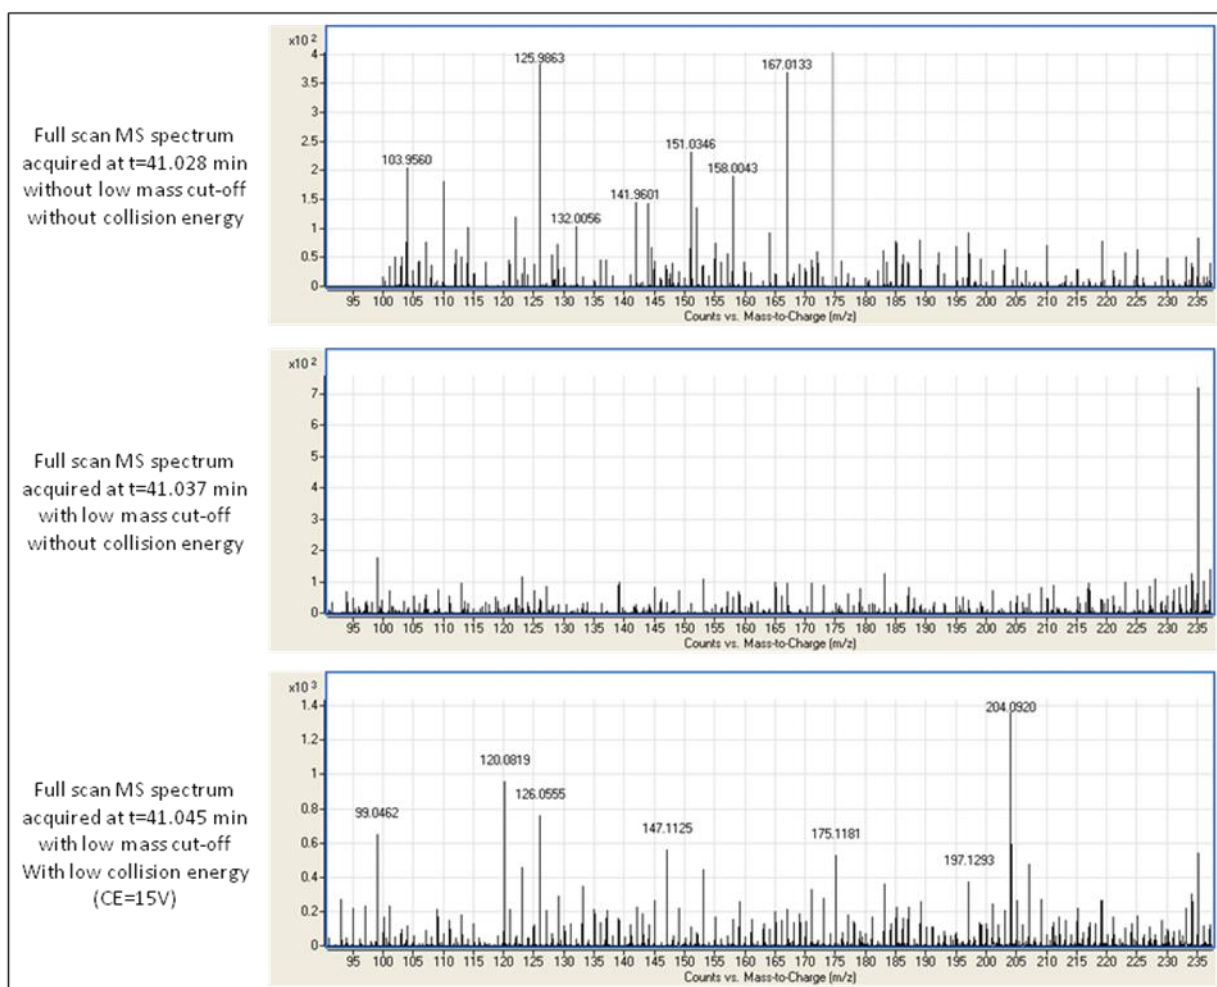 Full scan MS spectrum
acquired at t=41.028 min
without low mass cut-off
without collision energy
x10 2
4
3.5
3
2.5
2
1.5
1
0.5
0
125.9863
167.0133
103.9560
151.0346
158.0043
141.9601
132.0056
95 100 105 110 115 120 125 130 135 140 145 150 155 160 165 170 175 180 185 190 195 200 205 210 215 220 225 230 235
Counts vs. Mass-to-Charge (m/z)
Full scan MS spectrum
acquired at t=41.037 min
with low mass cut-off
without collision energy
x10 2
7
6
5
4
3
2
1
0
95 100 105 110 115 120 125 130 135 140 145 150 155 160 165 170 175 180 185 190 195 200 205 210 215 220 225 230 235
Counts vs. Mass-to-Charge (m/z)
Full scan MS spectrum
acquired at t=41.045 min
with low mass cut-off
With low collision energy
(CE=15V)
x10 3
1.4
1.2
1
0.8
0.6
0.4
0.2
0
204.0920
120.0819
126.0555
99.0462
147.1125
175.1181
197.1293
95 100 105 110 115 120 125 130 135 140 145 150 155 160 165 170 175 180 185 190 195 200 205 210 215 220 225 230 235
Counts vs. Mass-to-Charge (m/z)